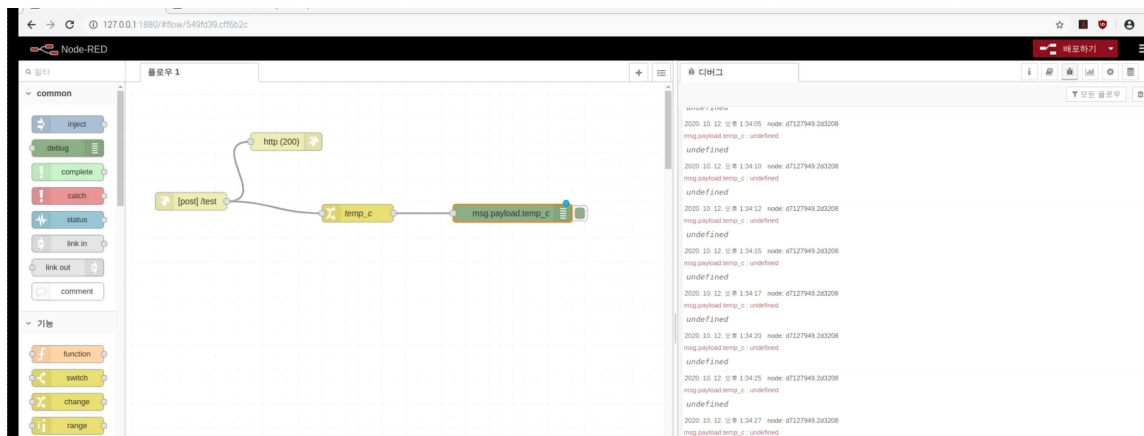 127.0.0.1:1880/#flow/549fd39.cff6b2c
Node-RED
배포하기
필터
플로우 1
디버그
모든 플로우
common
inject
debug
complete
catch
status
link in
link out
comment
기능
function
switch
change
range
http (200)
[post] /test
temp_c
msg.payload.temp_c
undefined
2020. 10. 12. 오후 1:34:05 node: d7127949.2d3208
msg.payload.temp_c : undefined
undefined
2020. 10. 12. 오후 1:34:10 node: d7127949.2d3208
msg.payload.temp_c : undefined
undefined
2020. 10. 12. 오후 1:34:12 node: d7127949.2d3208
msg.payload.temp_c : undefined
undefined
2020. 10. 12. 오후 1:34:15 node: d7127949.2d3208
msg.payload.temp_c : undefined
undefined
2020. 10. 12. 오후 1:34:17 node: d7127949.2d3208
msg.payload.temp_c : undefined
undefined
2020. 10. 12. 오후 1:34:20 node: d7127949.2d3208
msg.payload.temp_c : undefined
undefined
2020. 10. 12. 오후 1:34:25 node: d7127949.2d3208
msg.payload.temp_c : undefined
undefined
2020. 10. 12. 오후 1:34:27 node: d7127949.2d3208
msg.payload.temp_c : undefined